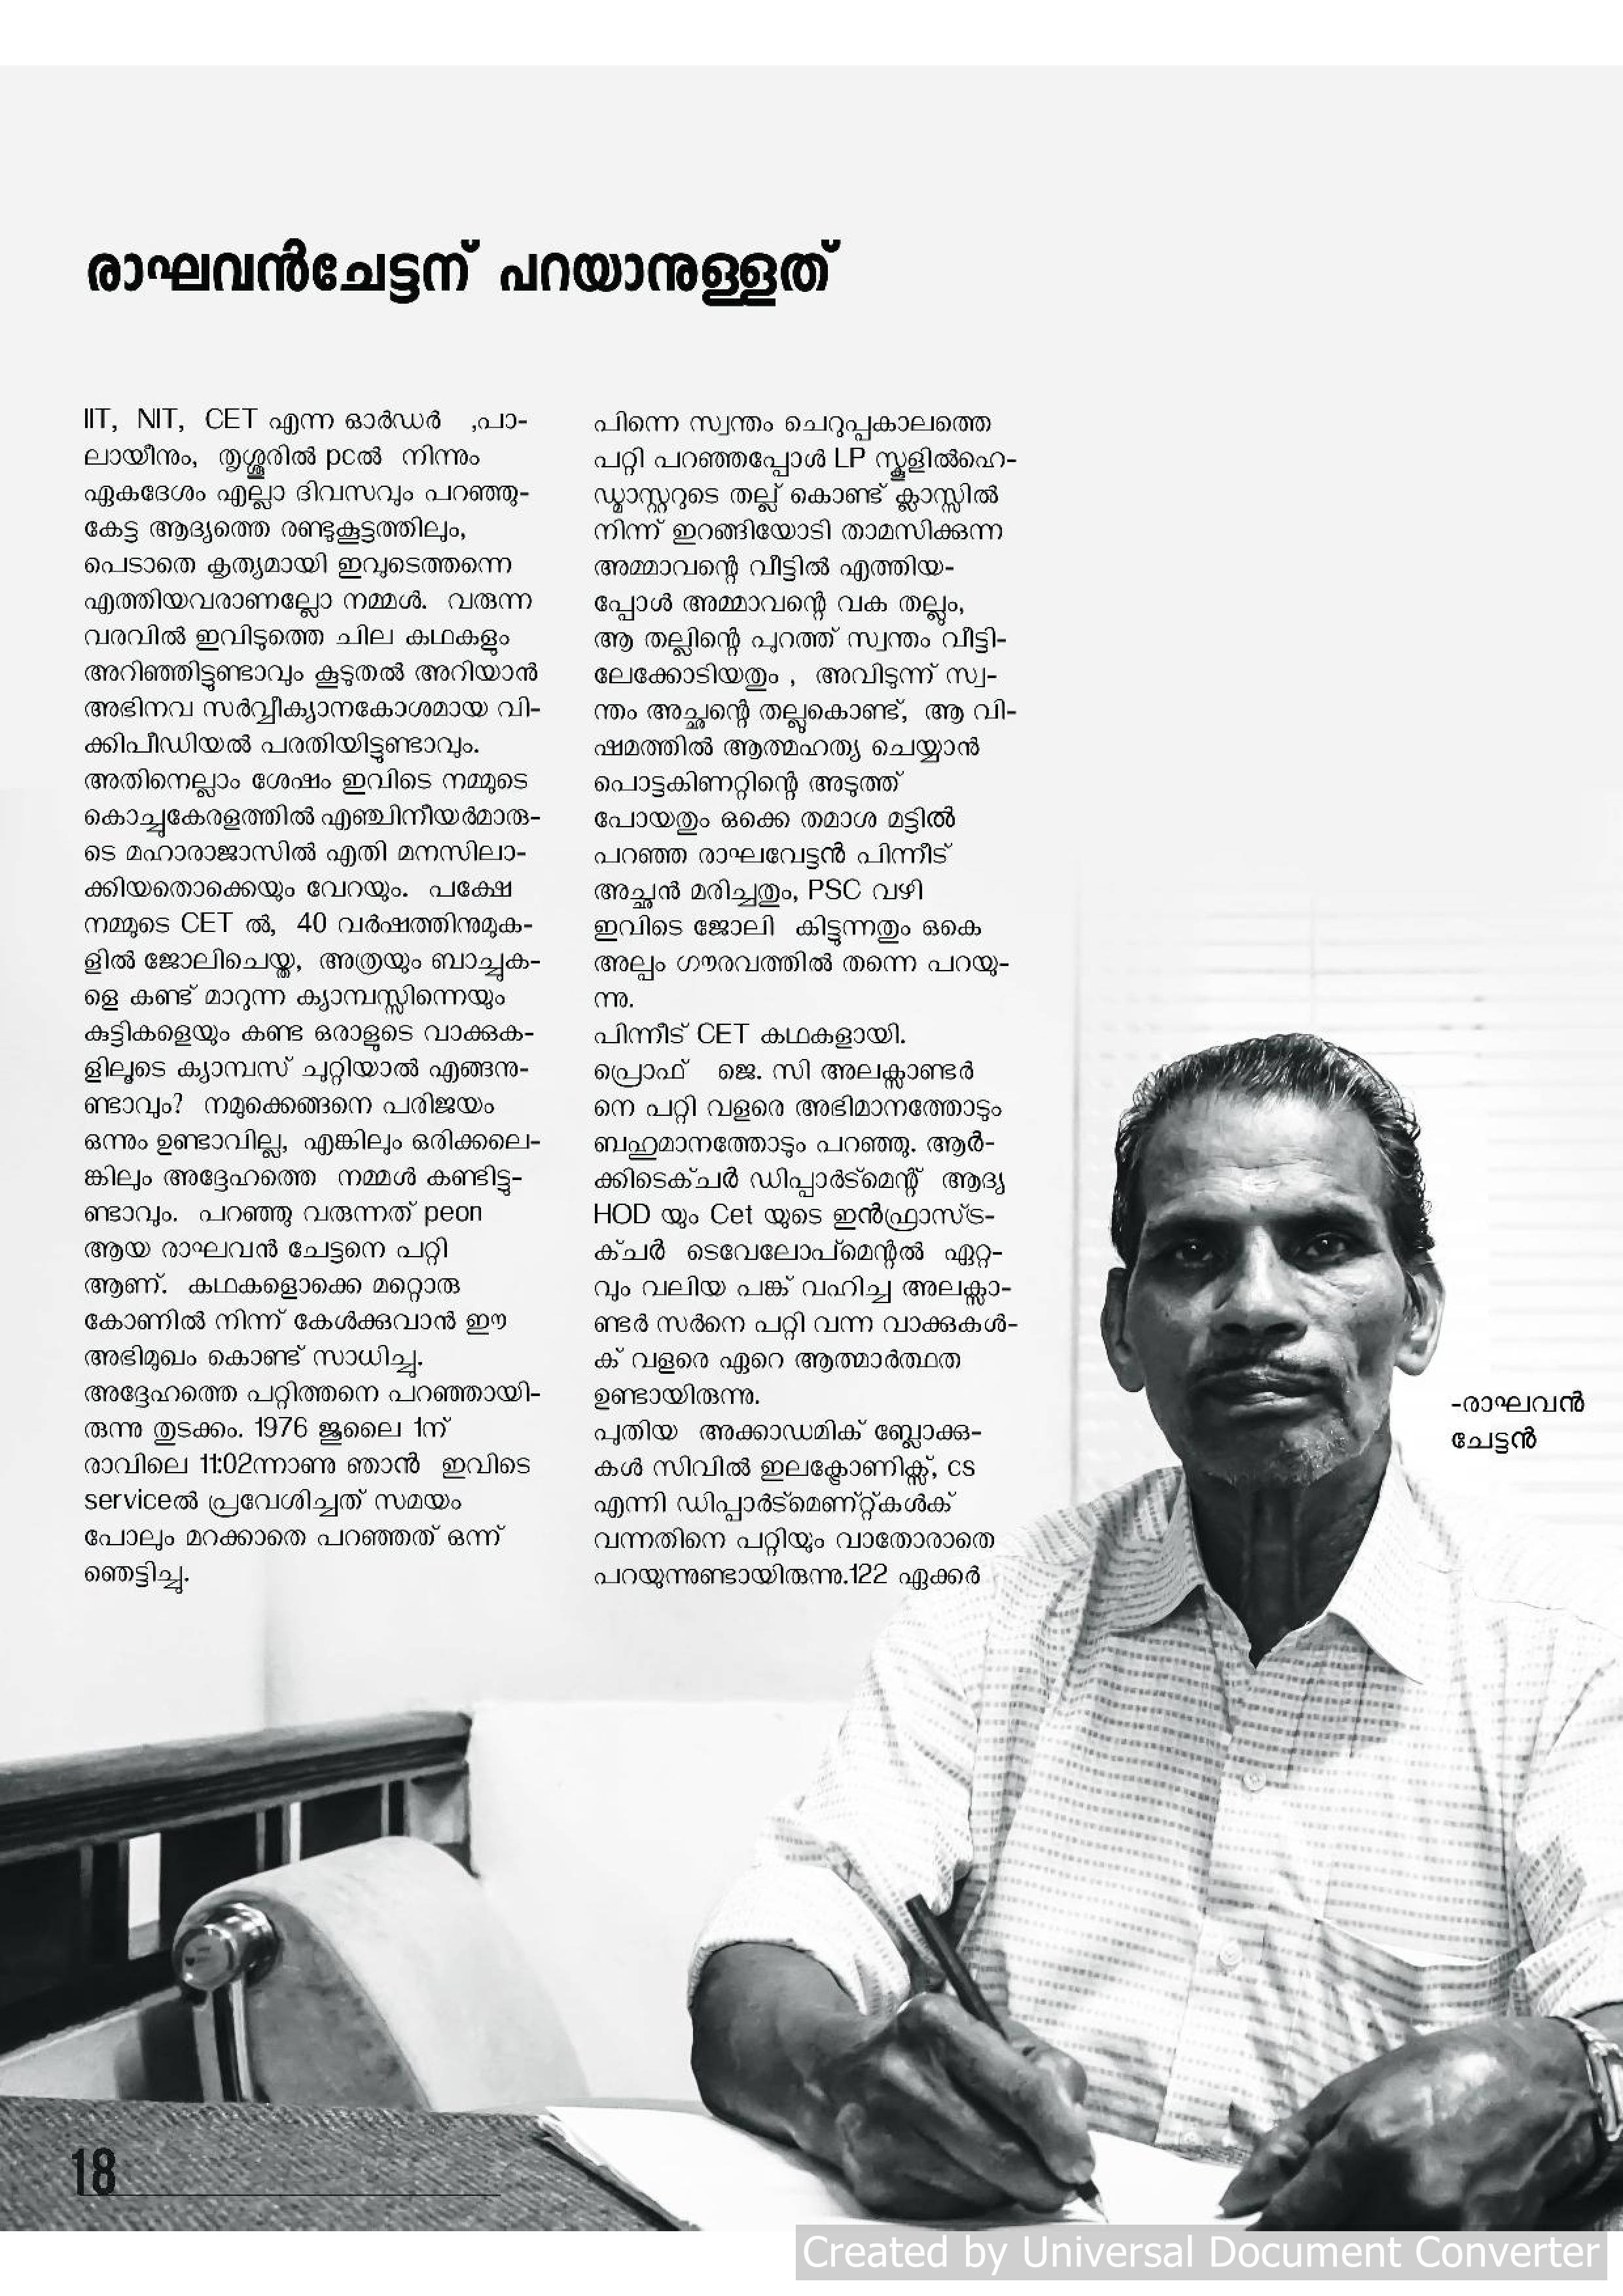 രാഘവൻചേട്ടന് പറയാനുള്ളത്
IIT, NIT, CET എന്ന ഓർഡർ ,പാ-
ലായീനും, തൃശ്ശൂരിൽ pcൽ നിന്നും
ഏകദേശം എല്ലാ ദിവസവും പറഞ്ഞു-
കേട്ട ആദ്യത്തെ രണ്ടുകൂട്ടത്തിലും,
പെടാതെ കൃത്യമായി ഇവുടെത്തന്നെ
എത്തിയവരാണല്ലോ നമ്മൾ. വരുന്ന
വരവിൽ ഇവിടുത്തെ ചില കഥകളും
അറിഞ്ഞിട്ടുണ്ടാവും കൂടുതൽ അറിയാൻ
അഭിനവ സർവ്വീക്യാനകോശമായ വി-
ക്കിപീഡിയൽ പരതിയിട്ടുണ്ടാവും.
അതിനെല്ലാം ശേഷം ഇവിടെ നമ്മുടെ
കൊച്ചുകേരളത്തിൽ എഞ്ചിനീയർമാരു-
ടെ മഹാരാജാസിൽ എതി മനസിലാ-
ക്കിയതൊക്കെയും വേറയും. പക്ഷേ
നമ്മുടെ CET ൽ, 40 വർഷത്തിനുമുക-
ളിൽ ജോലിചെയ്ത, അത്രയും ബാച്ചുക-
ളെ കണ്ട് മാറുന്ന ക്യാമ്പസ്സിന്നെയും
കുട്ടികളെയും കണ്ട ഒരാളുടെ വാക്കുക-
ളിലൂടെ ക്യാമ്പസ് ചുറ്റിയാൽ എങ്ങനു-
ണ്ടാവും? നമുക്കെങ്ങനെ പരിജയം
ഒന്നും ഉണ്ടാവില്ല, എങ്കിലും ഒരിക്കലെ-
ങ്കിലും അദ്ദേഹത്തെ നമ്മൾ കണ്ടിട്ടു-
ണ്ടാവും. പറഞ്ഞു വരുന്നത് peon
ആയ രാഘവൻ ചേട്ടനെ പറ്റി
ആണ്. കഥകളൊക്കെ മറ്റൊരു
കോണിൽ നിന്ന് കേൾക്കുവാൻ ഈ
അഭിമുഖം കൊണ്ട് സാധിച്ചു.
അദ്ദേഹത്തെ പറ്റിത്തനെ പറഞ്ഞായി-
രുന്നു തുടക്കം. 1976 ജൂലൈ 1ന്
രാവിലെ 11:02ന്നാണു ഞാൻ ഇവിടെ
serviceൽ പ്രവേശിച്ചത് സമയം
പോലും മറക്കാതെ പറഞ്ഞത് ഒന്ന്
ഞെട്ടിച്ചു.
പിന്നെ സ്വന്തം ചെറുപ്പകാലത്തെ
പറ്റി പറഞ്ഞപ്പോൾ LP സ്കൂളിൽഹെ-
ഡ്മാസ്റ്ററുടെ തല്ല് കൊണ്ട് ക്ലാസ്സിൽ
നിന്ന് ഇറങ്ങിയോടി താമസിക്കുന്ന
അമ്മാവന്റെ വീട്ടിൽ എത്തിയ-
പ്പോൾ അമ്മാവന്റെ വക തല്ലും,
ആ തല്ലിന്റെ പുറത്ത് സ്വന്തം വീട്ടി-
ലേക്കോടിയതും , അവിടുന്ന് സ്വ-
ന്തം അച്ഛന്റെ തല്ലുകൊണ്ട്, ആ വി-
ഷമത്തിൽ ആത്മഹത്യ ചെയ്യാൻ
പൊട്ടകിണറ്റിന്റെ അടുത്ത്
പോയതും ഒക്കെ തമാശ മട്ടിൽ
പറഞ്ഞ രാഘവേട്ടൻ പിന്നീട്
അച്ഛൻ മരിച്ചതും, PSC വഴി
ഇവിടെ ജോലി കിട്ടുന്നതും ഒകെ
അല്പം ഗൗരവത്തിൽ തന്നെ പറയു-
ന്നു.
പിന്നീട് CET കഥകളായി.
പ്രൊഫ് ജെ. സി അലക്സാണ്ടർ
നെ പറ്റി വളരെ അഭിമാനത്തോടും
ബഹുമാനത്തോടും പറഞ്ഞു. ആർ-
ക്കിടെക്ചർ ഡിപ്പാർട്മെന്റ് ആദ്യ
HOD യും Cet യുടെ ഇൻഫ്രാസ്ട്ര-
ക്ചർ ടെവേലോപ്മെന്റൽ ഏറ്റ-
വും വലിയ പങ്ക് വഹിച്ച അലക്സാ-
ണ്ടർ സർനെ പറ്റി വന്ന വാക്കുകൾ-
ക് വളരെ ഏറെ ആത്മാർത്ഥത
ഉണ്ടായിരുന്നു.
പുതിയ അക്കാഡമിക് ബ്ലോക്കു-
കൾ സിവിൽ ഇലക്ട്രോണിക്സ്, cs
എന്നി ഡിപ്പാർട്മെണ്റ്റ്കൾക്
വന്നതിനെ പറ്റിയും വാതോരാതെ
പറയുന്നുണ്ടായിരുന്നു.122 ഏക്കർ
-രാഘവൻ
ചേട്ടൻ
18
Created by Universal Document Converter